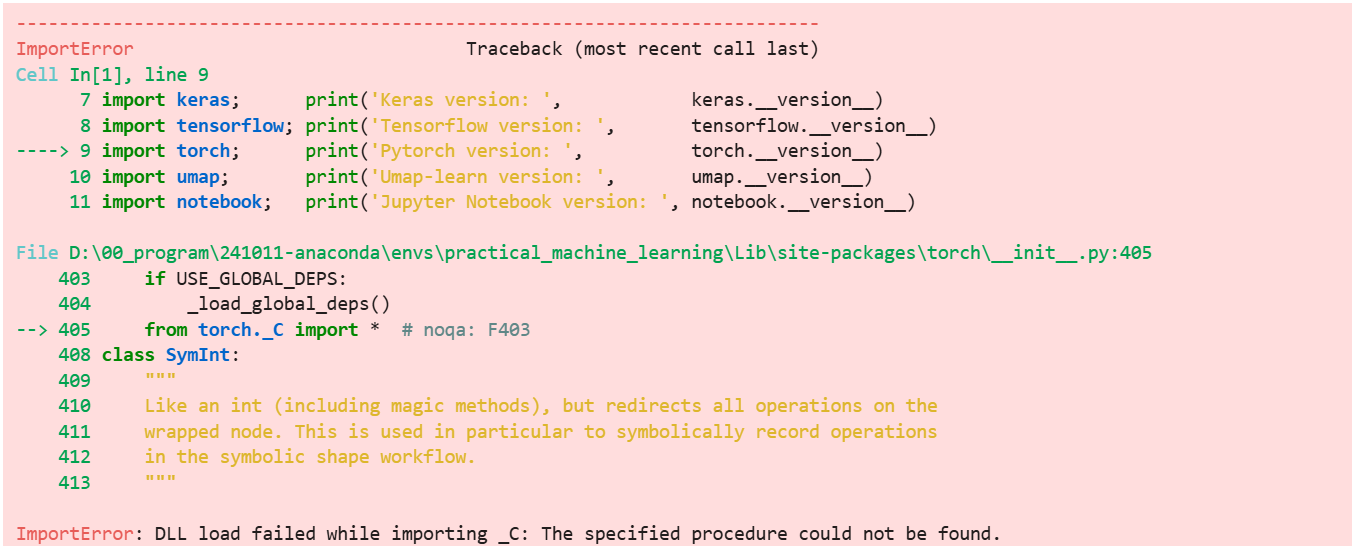 ---------------------------------------------------------------------------
ImportError                               Traceback (most recent call last)
Cell In[1], line 9
      7 import keras;      print('Keras version: ',            keras.__version__)
      8 import tensorflow; print('Tensorflow version: ',       tensorflow.__version__)
----> 9 import torch;      print('Pytorch version: ',          torch.__version__)
     10 import umap;       print('Umap-learn version: ',       umap.__version__)
     11 import notebook;   print('Jupyter Notebook version: ', notebook.__version__)
File D:\00_program\241011-anaconda\envs\practical_machine_learning\Lib\site-packages\torch\__init__.py:405
    403     if USE_GLOBAL_DEPS:
    404         _load_global_deps()
--> 405     from torch._C import *  # noqa: F403
    408 class SymInt:
    409     """
    410     Like an int (including magic methods), but redirects all operations on the
    411     wrapped node. This is used in particular to symbolically record operations
    412     in the symbolic shape workflow.
    413     """
ImportError: DLL load failed while importing _C: The specified procedure could not be found.